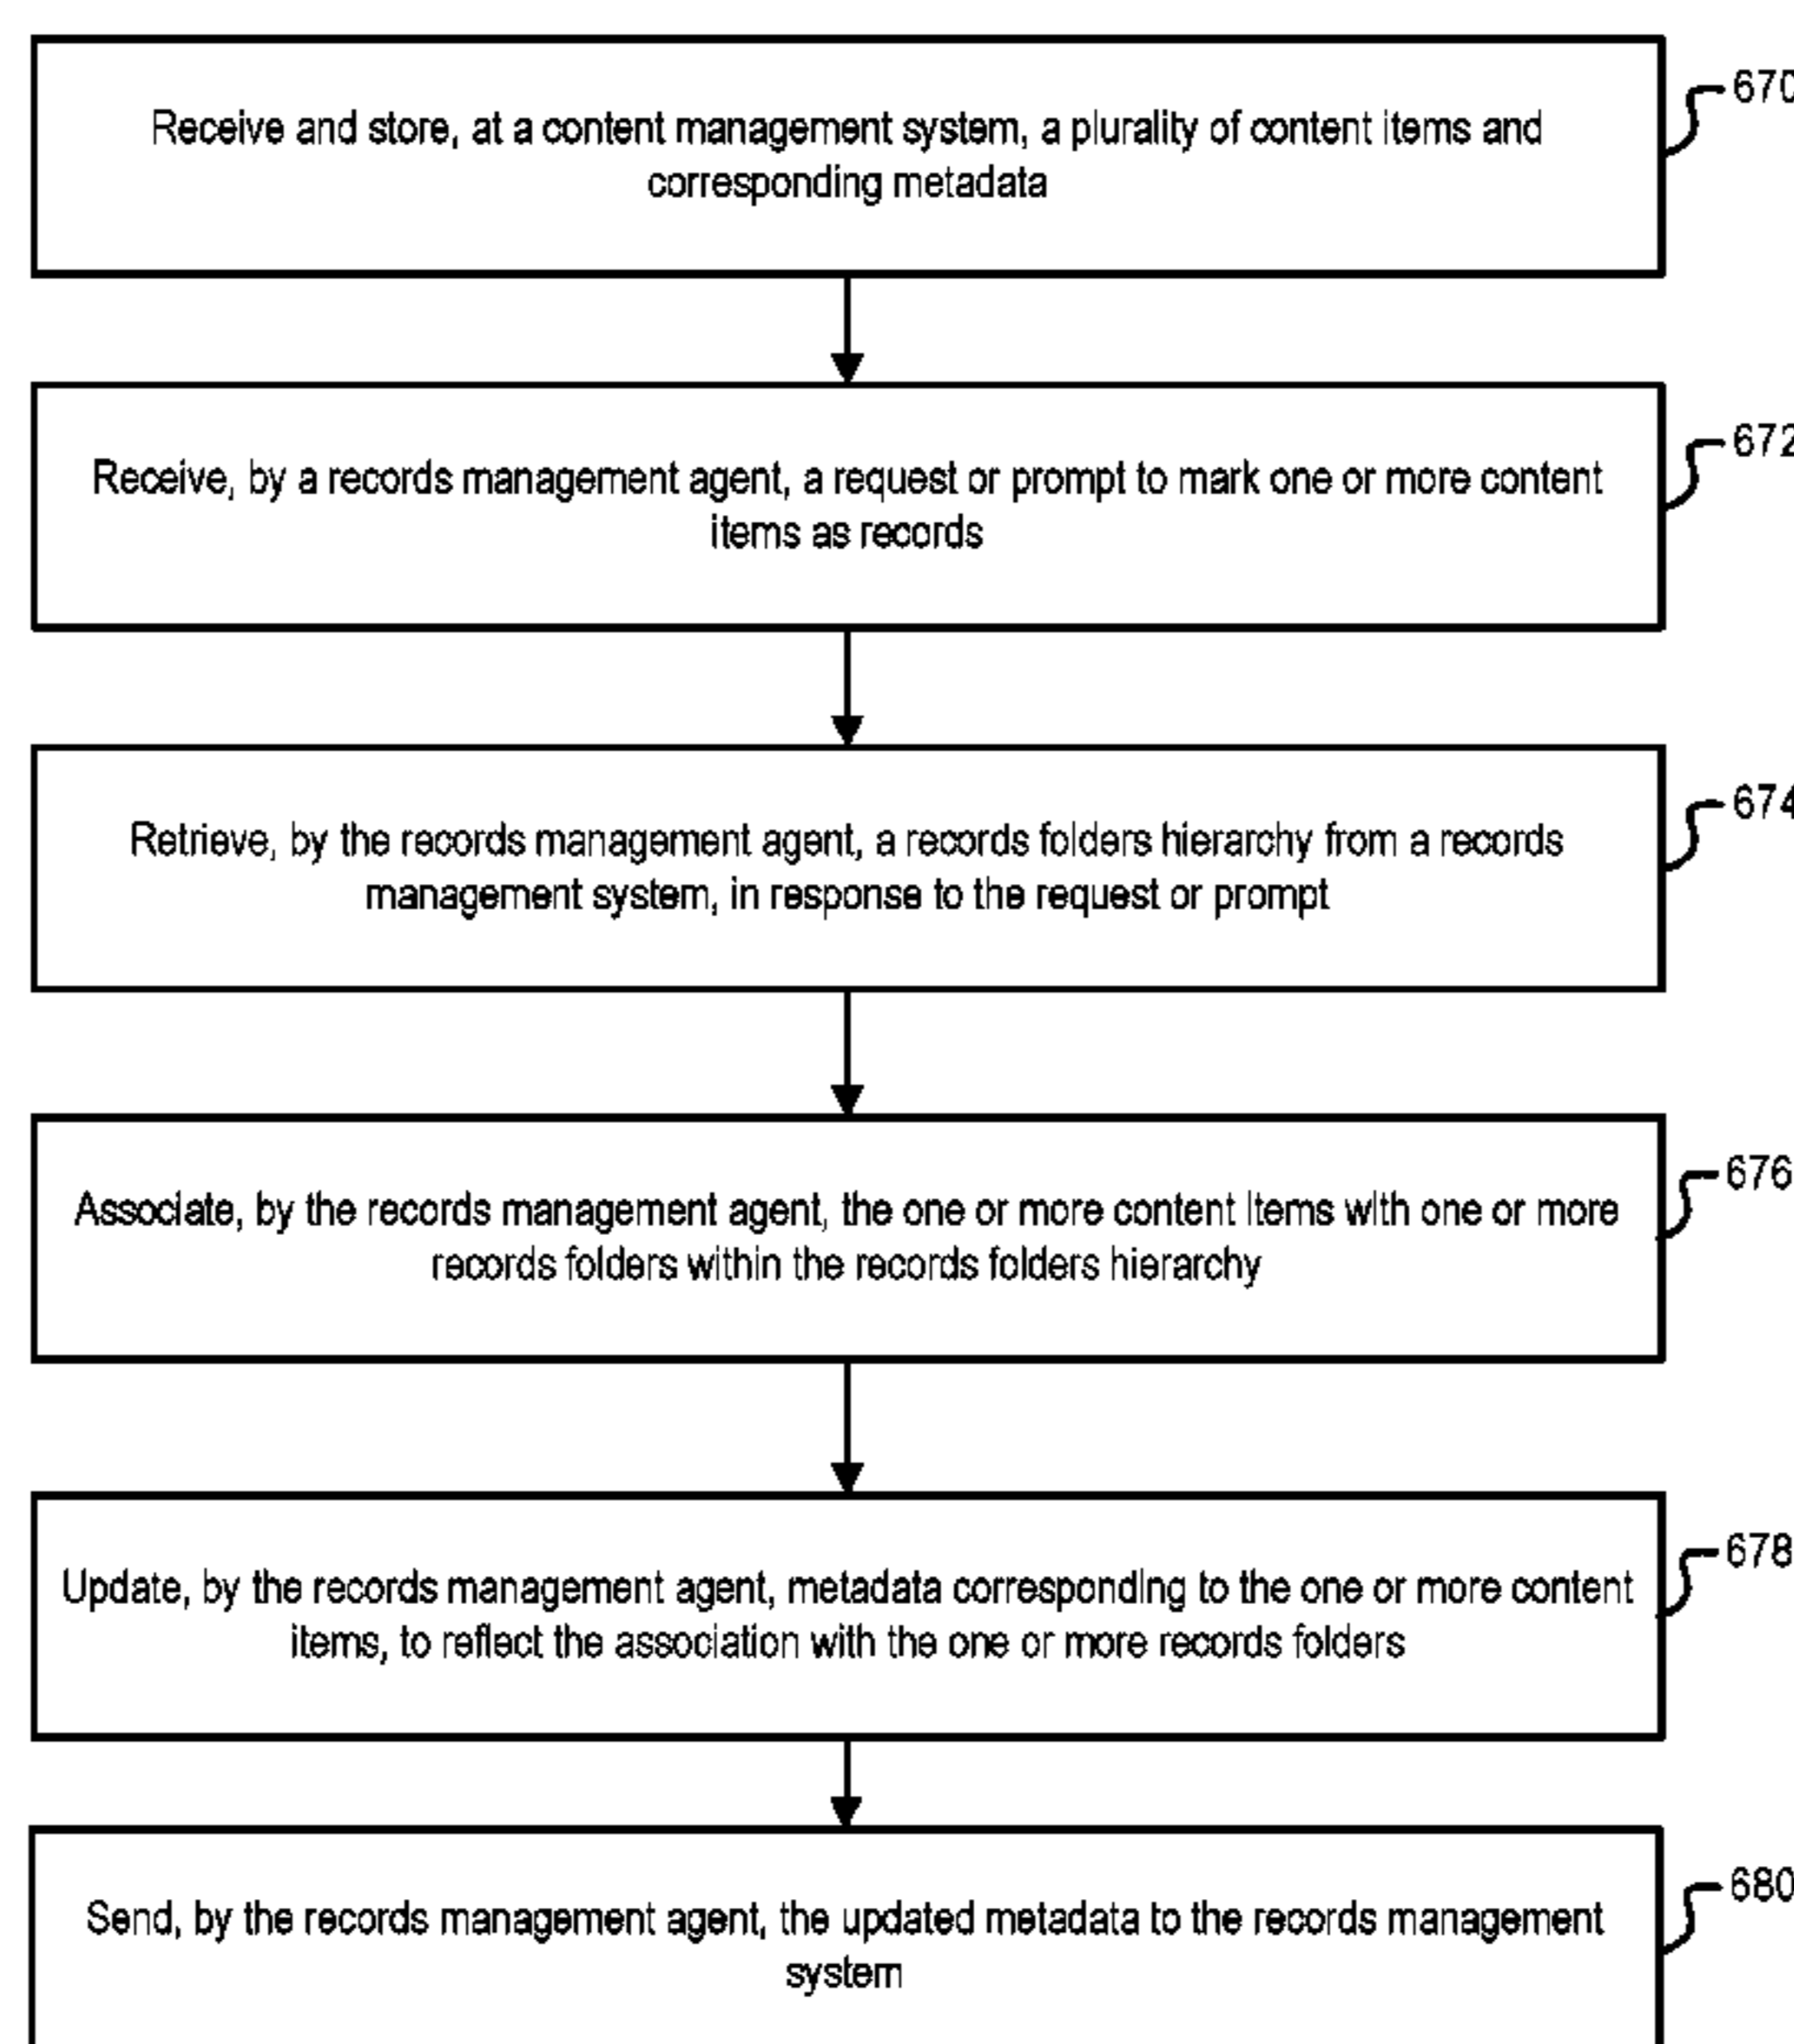 Receive and store, at a content management system, a plurality of content items and
corresponding metadata
670
Receive, by a records management agent, a request or prompt to mark one or more content
items as records
672
Retrieve, by the records management agent, a records folders hierarchy from a records
management system, in response to the request or prompt
674
Associate, by the records management agent, the one or more content items with one or more
records folders within the records folders hierarchy
676
Update, by the records management agent, metadata corresponding to the one or more content
items, to reflect the association with the one or more records folders
678
Send, by the records management agent, the updated metadata to the records management
system
680